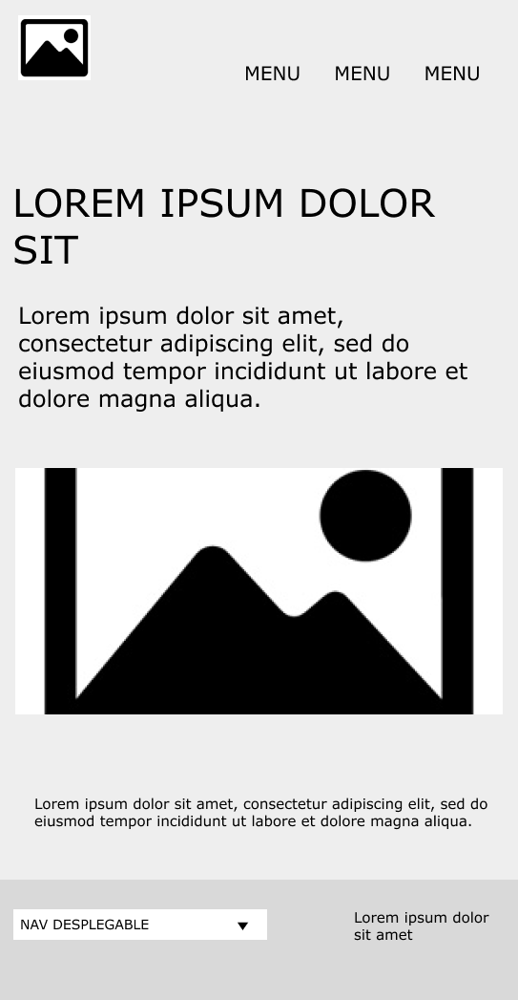 MENU MENU MENU
LOREM IPSUM DOLOR
SIT
Lorem ipsum dolor sit amet,
consectetur adipiscing elit, sed do
eiusmod tempor incididunt ut labore et
dolore magna aliqua.
Lorem ipsum dolor sit amet, consectetur adipiscing elit, sed do
eiusmod tempor incididunt ut labore et dolore magna aliqua.
NAV DESPLEGABLE
Lorem ipsum dolor
sit amet